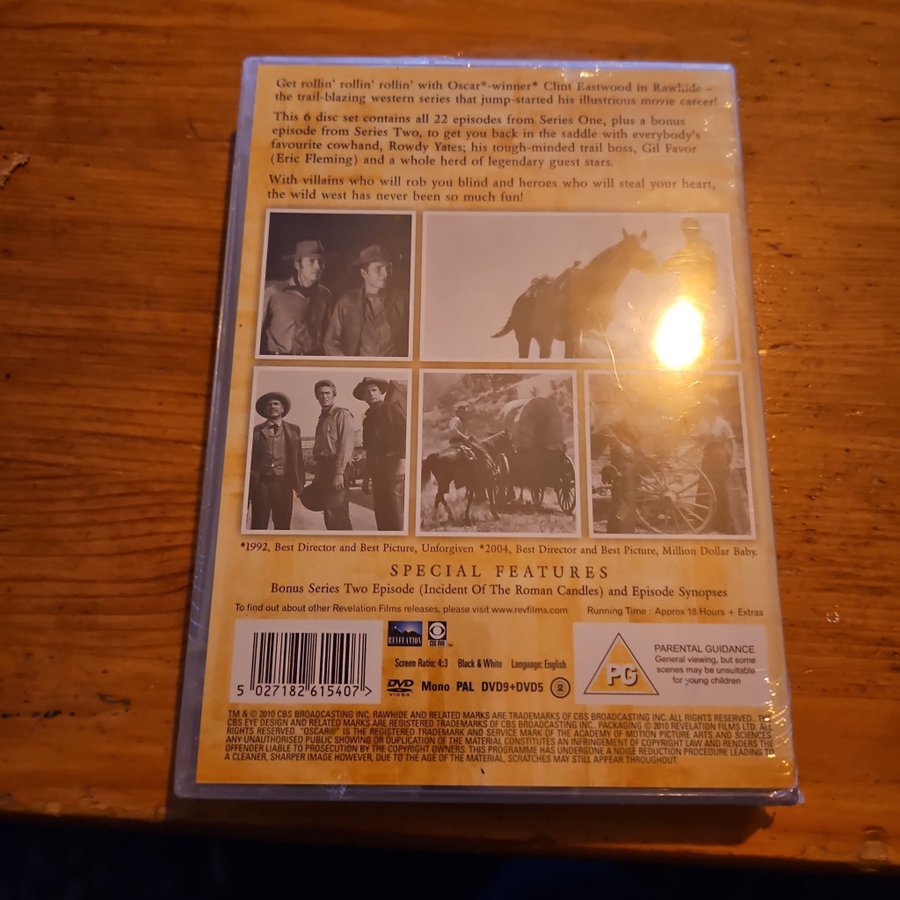 Get rollin' rollin' rollin' with Oscar®-winner* Clint Eastwood in Rawhide –
the trail-blazing western series that jump-started his illustrious movie career!
This 6 disc set contains all 22 episodes from Series One, plus a bonus
episode from Series Two, to get you back in the saddle with everybody's
favourite cowhand, Rowdy Yates; his tough-minded trail boss, Gil Favor
(Eric Fleming) and a whole herd of legendary guest stars.
With villains who will rob you blind and heroes who will steal your heart,
the wild west has never been so much fun!
*1992, Best Director and Best Picture, Unforgiven *2004, Best Director and Best Picture, Million Dollar Baby.
SPECIAL FEATURES
Bonus Series Two Episode (Incident Of The Roman Candles) and Episode Synopses
To find out about other Revelation Films releases, please visit www.revfilms.com Running Time : Approx 18 Hours + Extras
REVELATION CBS DVD ™
Screen Ratio: 4:3 Black & White Language: English
DVD VIDEO Mono PAL DVD9+DVD5 2
5 027182 615407 >
PG
PARENTAL GUIDANCE
General viewing, but some
scenes may be unsuitable
for young children
TM & © 2010 CBS BROADCASTING INC. RAWHIDE AND RELATED MARKS ARE TRADEMARKS OF CBS BROADCASTING INC. ALL RIGHTS RESERVED. THE
CBS EYE DESIGN AND RELATED MARKS ARE REGISTERED TRADEMARKS OF CBS BROADCASTING INC. PACKAGING © 2010 REVELATION FILMS LTD. ALL
RIGHTS RESERVED. "OSCAR®" IS THE REGISTERED TRADEMARK AND SERVICE MARK OF THE ACADEMY OF MOTION PICTURE ARTS AND SCIENCES.
ANY UNAUTHORISED PUBLIC SHOWING OR DUPLICATION OF THE MATERIAL CONSTITUTES AN INFRINGEMENT OF COPYRIGHT LAW AND RENDERS THE
OFFENDER LIABLE TO PROSECUTION BY THE COPYRIGHT OWNERS. THIS PROGRAMME HAS UNDERGONE A NOISE REDUCTION PROCEDURE LEADING TO
A CLEANER, SHARPER IMAGE HOWEVER, DUE TO THE AGE OF THE MATERIAL, SCRATCHES MAY STILL APPEAR THROUGHOUT.